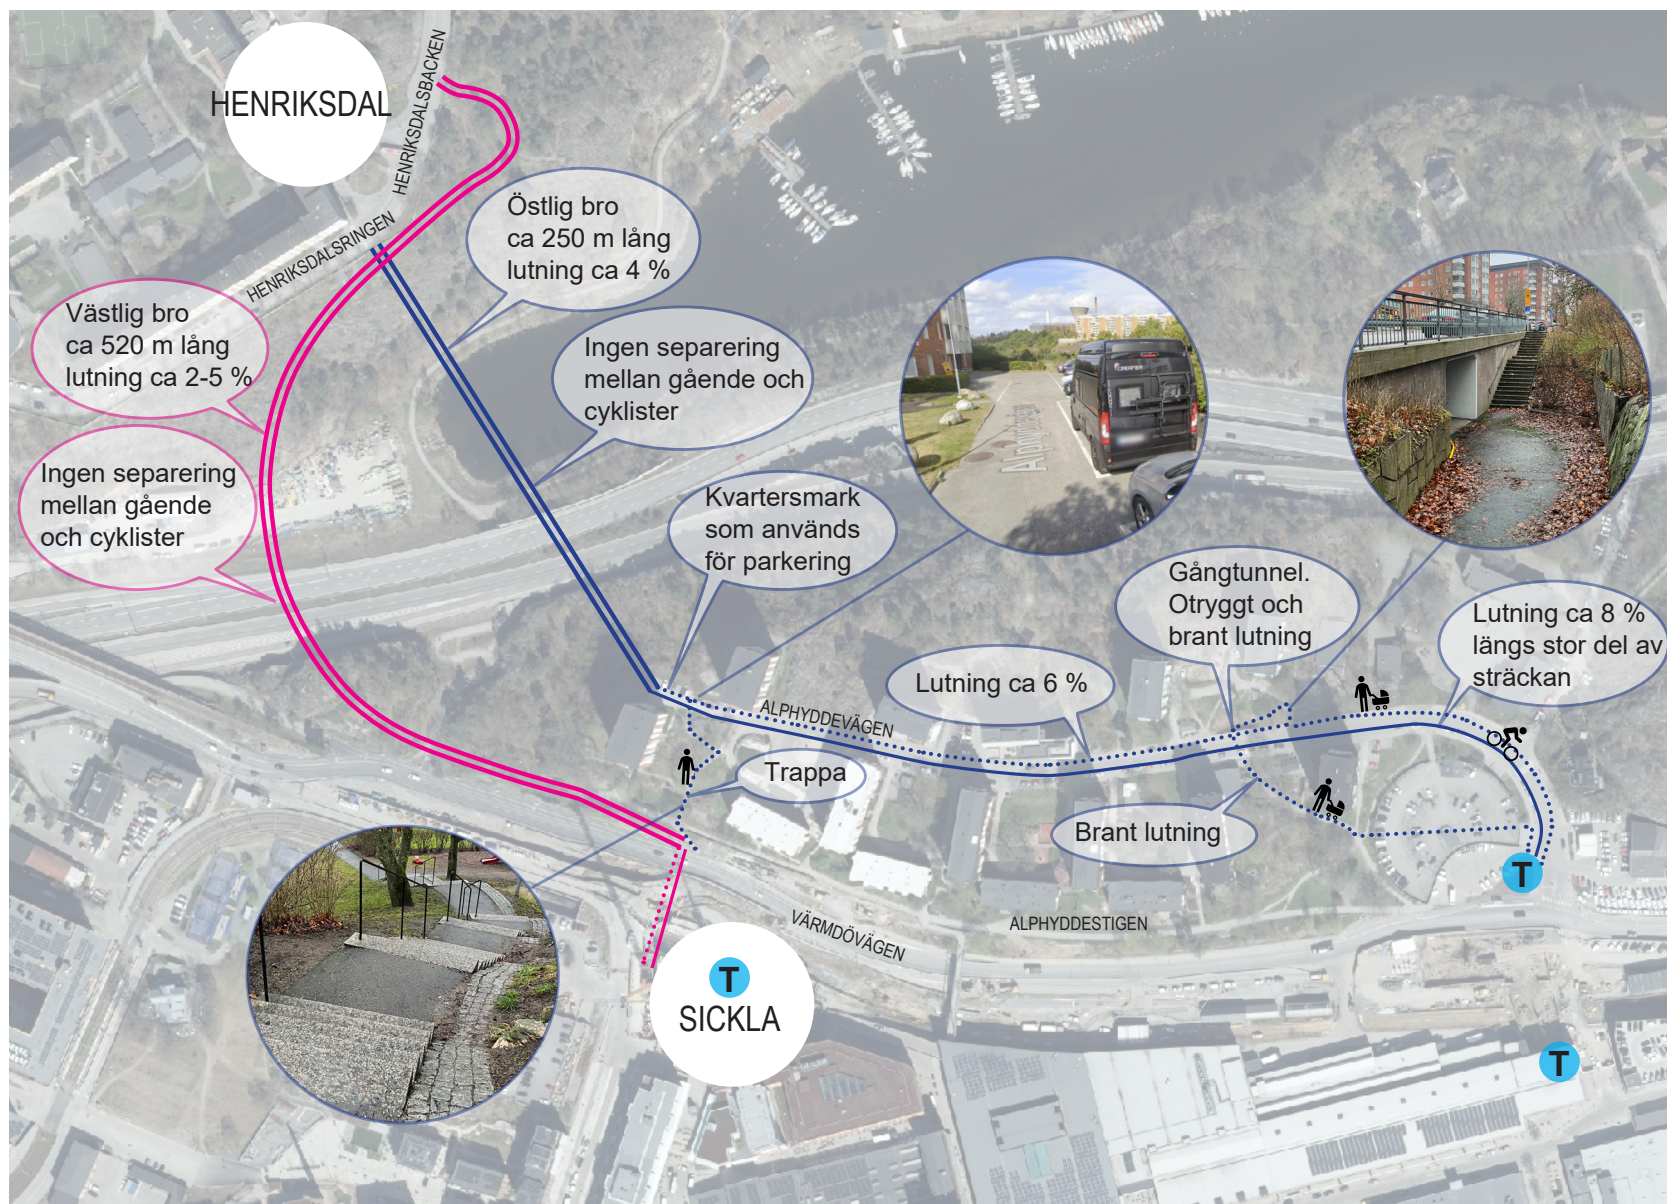 HENRIKSDAL
HENRIKSDALSBACKEN
HENRIKSDALSRINGEN
Östlig bro
ca 250 m lång
lutning ca 4 %
Västlig bro
ca 520 m lång
lutning ca 2-5 %
Ingen separering
mellan gående och
cyklister
Ingen separering
mellan gående
och cyklister
Kvartersmark
som används
för parkering
Alphyddestigen
Gångtunnel.
Otryggt och
brant lutning
Lutning ca 8 %
längs stor del av
sträckan
Lutning ca 6 %
ALPHYDDEVÄGEN
Trappa
Brant lutning
T
VÄRMDÖVÄGEN
ALPHYDDESTIGEN
T
SICKLA
T